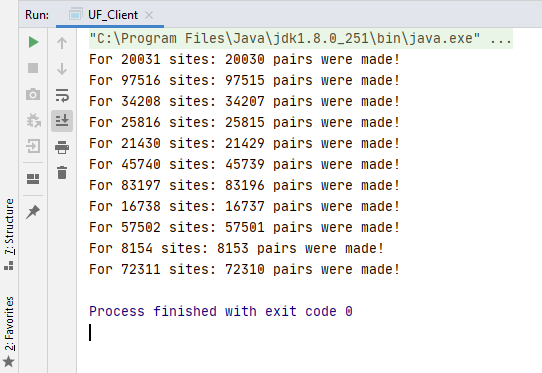 Run:
UF_Client
"C:\Program Files\Java\jdk1.8.0_251\bin\java.exe" ...
For 20031 sites: 20030 pairs were made!
For 97516 sites: 97515 pairs were made!
For 34208 sites: 34207 pairs were made!
For 25816 sites: 25815 pairs were made!
For 21430 sites: 21429 pairs were made!
For 45740 sites: 45739 pairs were made!
For 83197 sites: 83196 pairs were made!
For 16738 sites: 16737 pairs were made!
For 57502 sites: 57501 pairs were made!
For 8154 sites: 8153 pairs were made!
For 72311 sites: 72310 pairs were made!
Process finished with exit code 0
7: Structure
2: Favorites